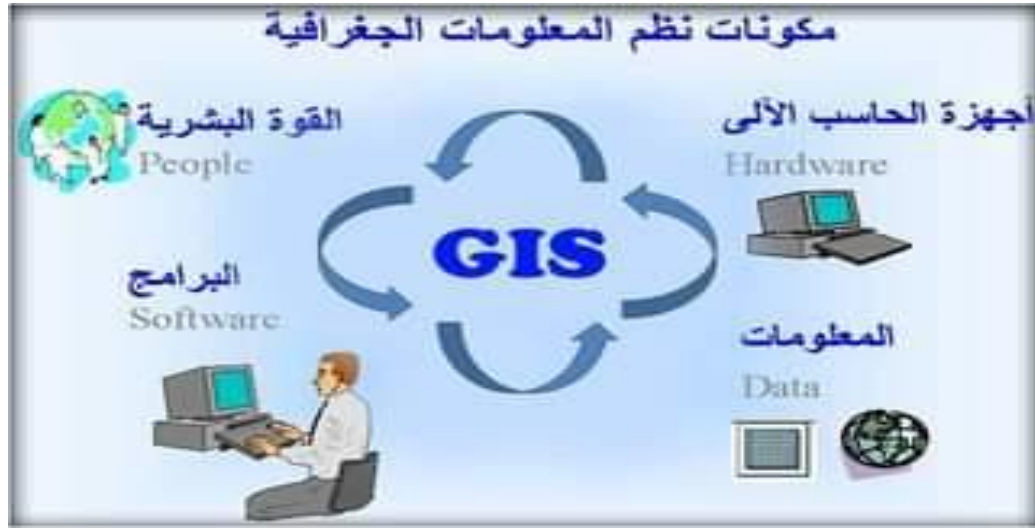 مكونات نظم المعلومات الجغرافية
أجهزة الحاسب الآلى
Hardware
القوة البشرية
People
GIS
البرامج
Software
المعلومات
Data